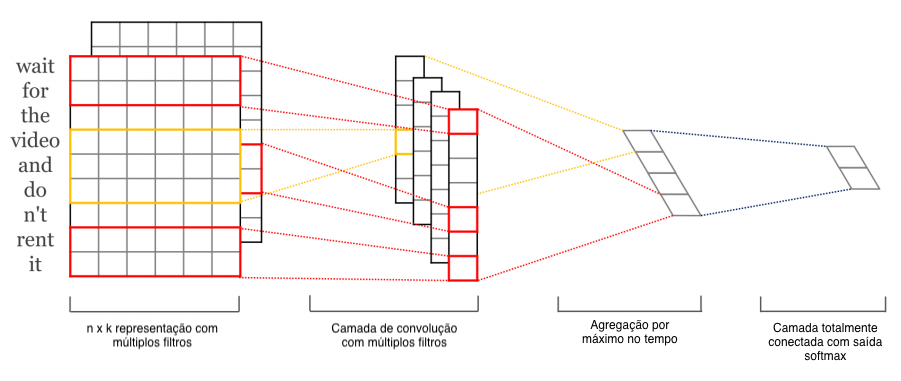 wait
for
the
video
and
do
n't
rent
it
n x k representação com
múltiplos filtros
Camada de convolução
com múltiplos filtros
Agregação por
máximo no tempo
Camada totalmente
conectada com saída
softmax